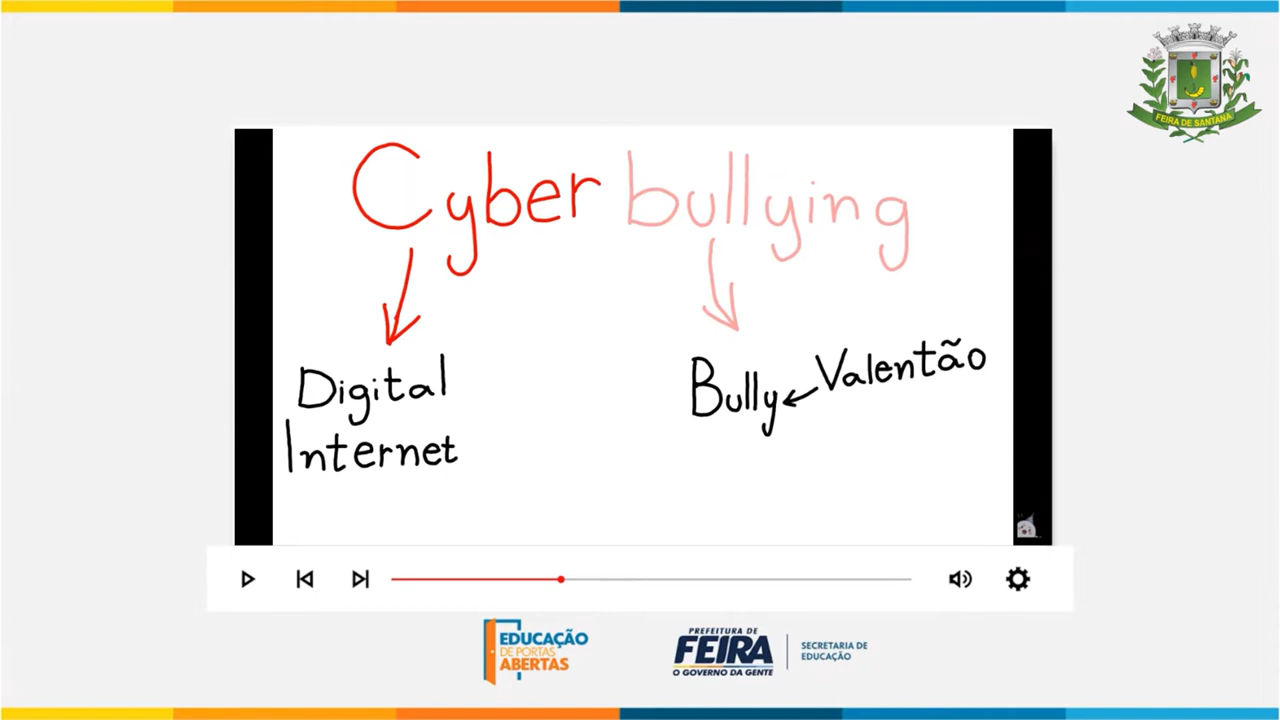 FEIRA DE SANTANA
Cyber bullying
Digital
Internet
Bully
Valentão
EDUCAÇÃO
DE PORTAS
ABERTAS
PREFEITURA DE
FEIRA
O GOVERNO DA GENTE
SECRETARIA DE
EDUCAÇÃO